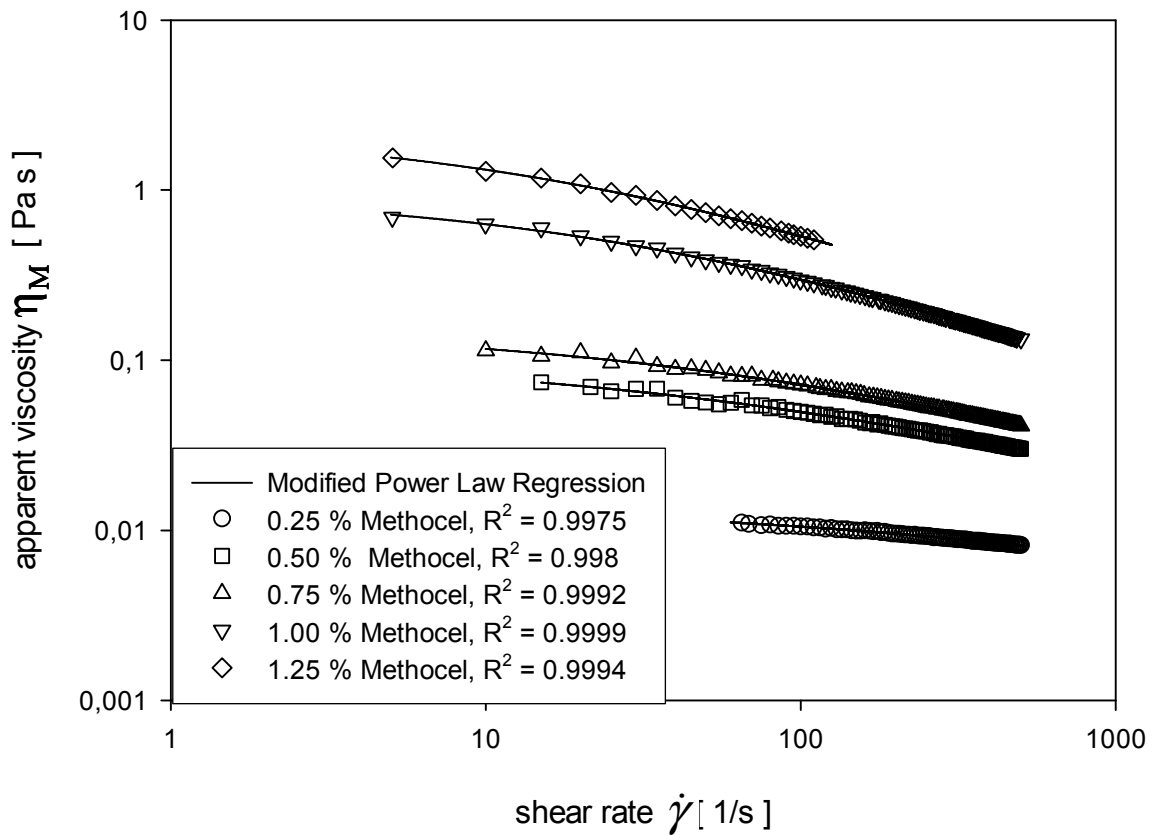 10
1
0,1
0,01
0,001
apparent viscosity η_M [ Pa s ]
Modified Power Law Regression
0.25 % Methocel, R² = 0.9975
0.50 % Methocel, R² = 0.998
0.75 % Methocel, R² = 0.9992
1.00 % Methocel, R² = 0.9999
1.25 % Methocel, R² = 0.9994
1 10 100 1000
shear rate γ̇ [ 1/s ]